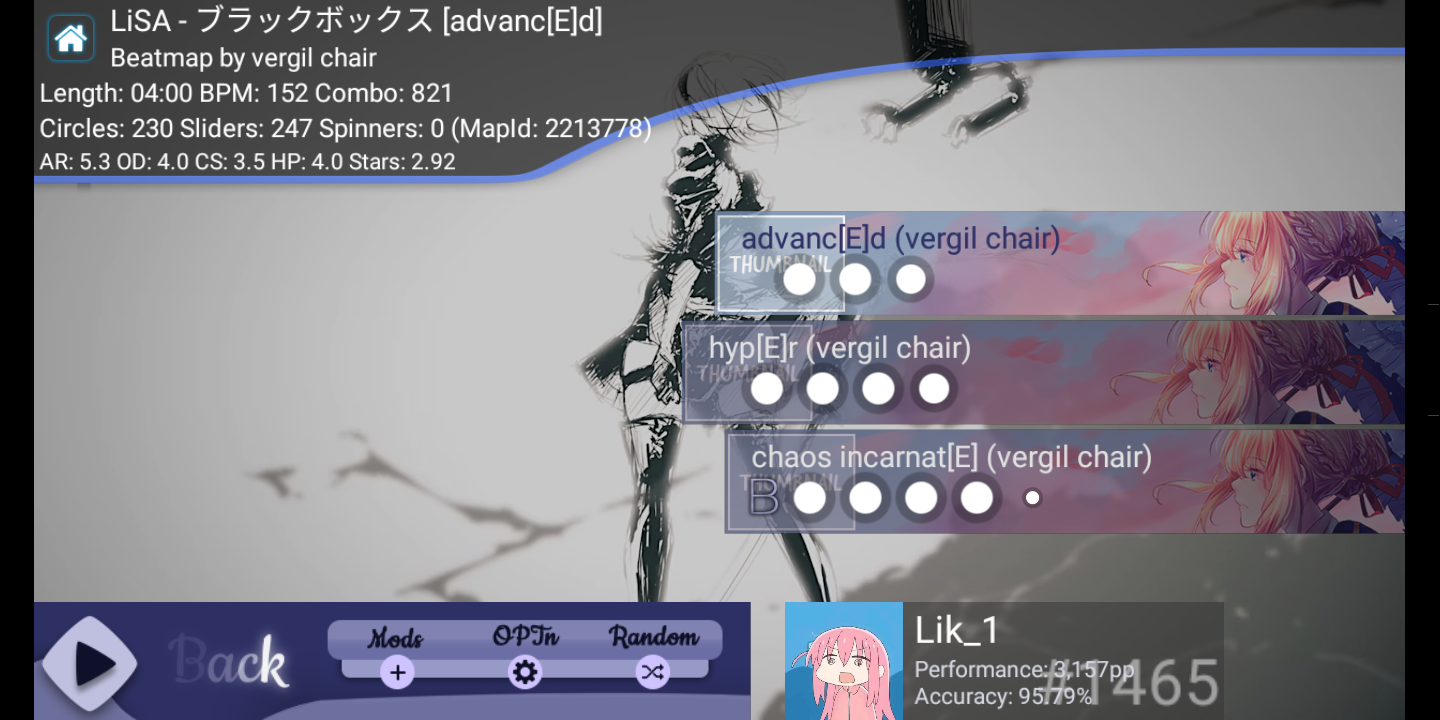 LiSA - ブラックボックス [advanc[E]d]
Beatmap by vergil chair
Length: 04:00 BPM: 152 Combo: 821
Circles: 230 Sliders: 247 Spinners: 0 (MapId: 2213778)
AR: 5.3 OD: 4.0 CS: 3.5 HP: 4.0 Stars: 2.92
advanc[E]d (vergil chair)
THUMBNAIL
hyp[E]r (vergil chair)
THUMBNAIL
chaos incarnat[E] (vergil chair)
THUMBNAIL
B
Back
Mods
OPTn
Random
Lik_1
Performance: 3,157pp
Accuracy: 95.79%
#1465